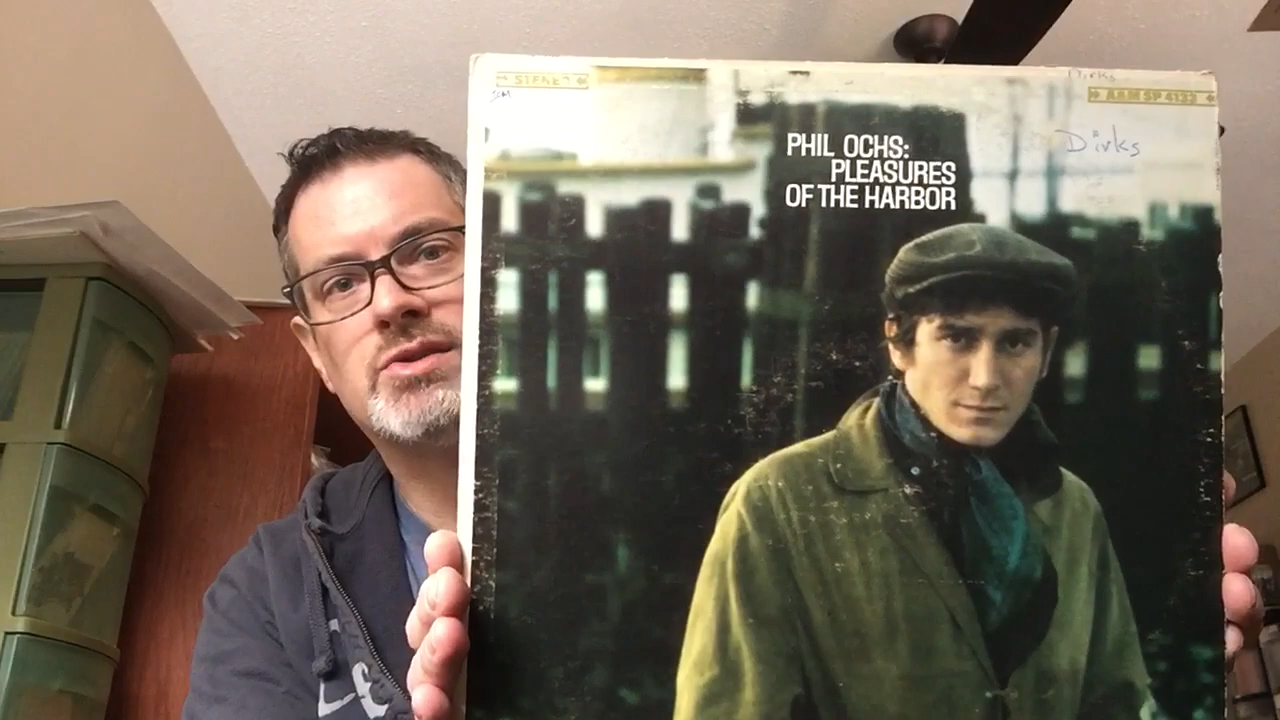 STEREO
Dirks
A&M SP 4133
PHIL OCHS:
PLEASURES
OF THE HARBOR
Dirks